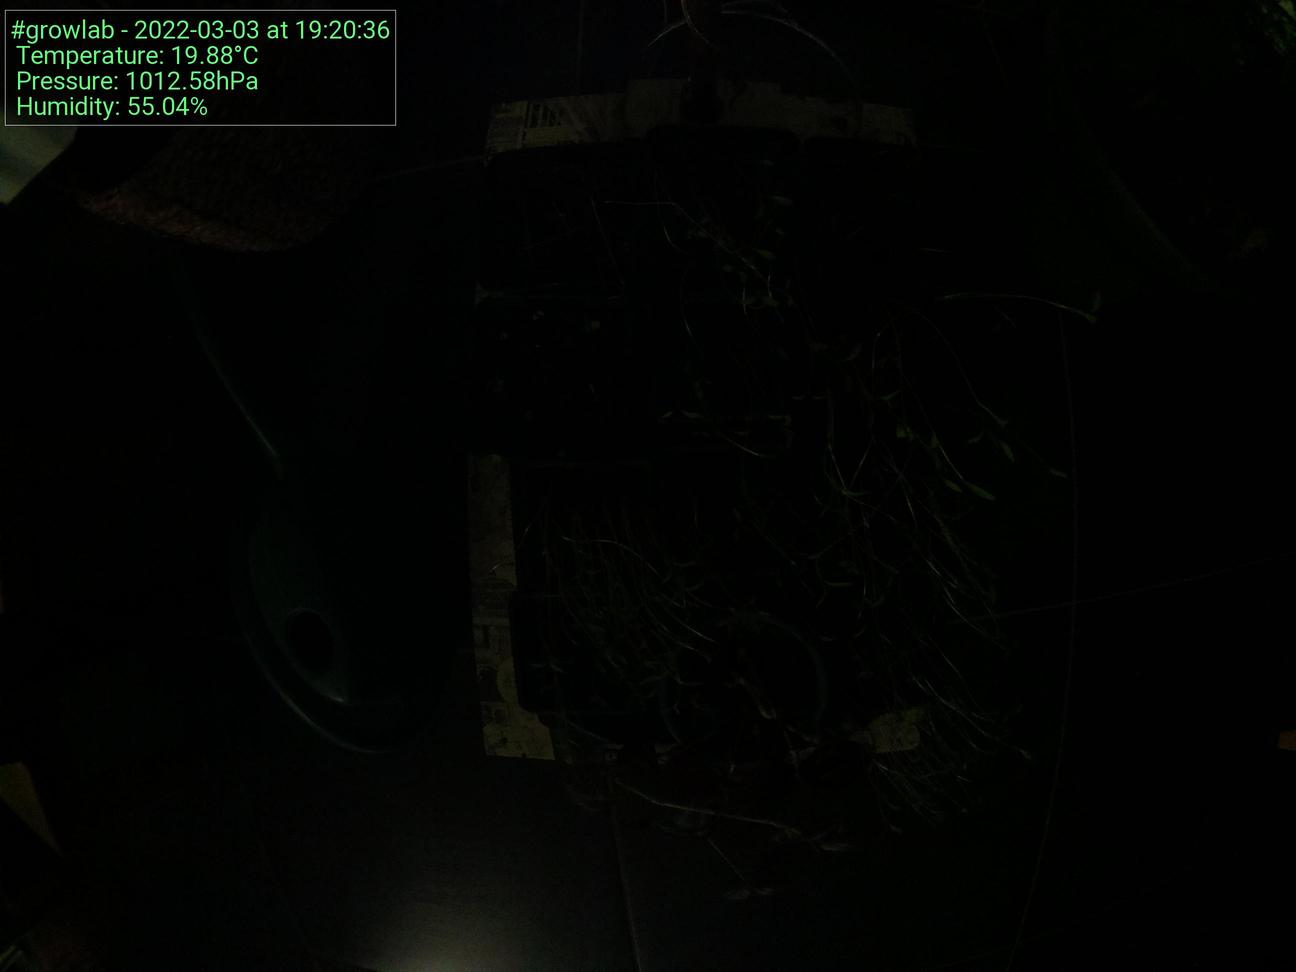 #growlab - 2022-03-03 at 19:20:36
Temperature: 19.88°C
Pressure: 1012.58hPa
Humidity: 55.04%